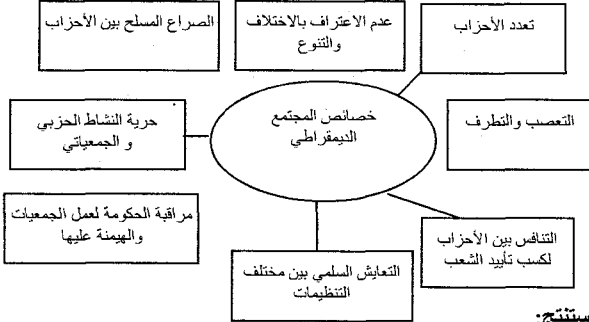 تعدد الأحزاب
عدم الاعتراف بالاختلاف
والتنوع
الصراع المسلح بين الأحزاب
خصائص المجتمع
الديمقراطي
التعصب والتطرف
حرية النشاط الحزبي
و الجمعياتي
مراقبة الحكومة لعمل الجمعيات
والهيمنة عليها
التنافس بين الأحزاب
لكسب تأييد الشعب
التعايش السلمي بين مختلف
التنظيمات
ستنتج: